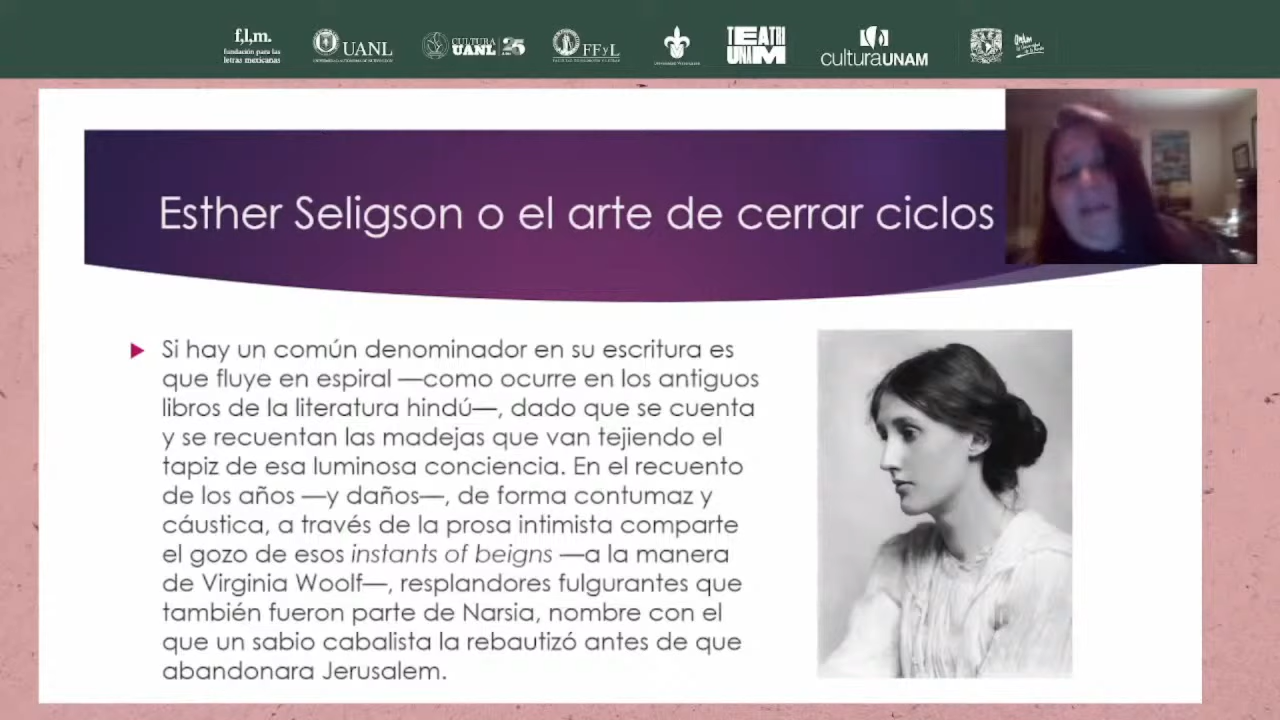 f,l,m.
fundación para las
letras mexicanas
UANL
CULTURA
UANL 25
FFyL
TEATRO
UNAM
culturaUNAM
Esther Seligson o el arte de cerrar ciclos
Si hay un común denominador en su escritura es
que fluye en espiral —como ocurre en los antiguos
libros de la literatura hindú—, dado que se cuenta
y se recuentan las madejas que van tejiendo el
tapiz de esa luminosa conciencia. En el recuento
de los años —y daños—, de forma contumaz y
cáustica, a través de la prosa intimista comparte
el gozo de esos instants of beigns —a la manera
de Virginia Woolf—, resplandores fulgurantes que
también fueron parte de Narsia, nombre con el
que un sabio cabalista la rebautizó antes de que
abandonara Jerusalem.